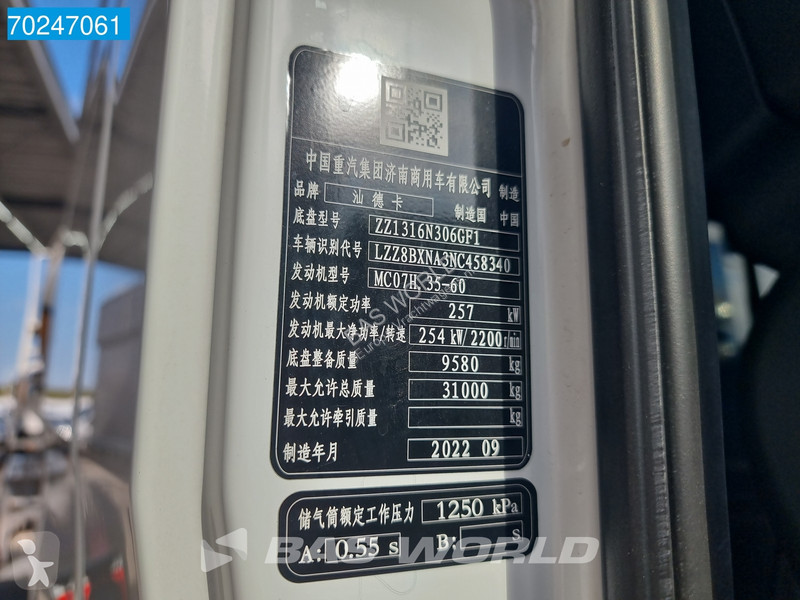 70247061
中国重汽集团济南商用车有限公司 制造
品牌 汕德卡 制造国 中国
底盘型号 ZZ1316N306GF1
车辆识别代号 LZZ8BXNA3NC458340
发动机型号 MC07H.35-60
发动机额定功率 257 kW
发动机最大净功率/转速 254 kW/2200r/min
底盘整备质量 9580 kg
最大允许总质量 31000 kg
最大允许牵引质量 kg
制造年月 2022 09
储气筒额定工作压力 1250 kPa
A: 0.55 s B: s
BAS WORLD
BAS WORLD